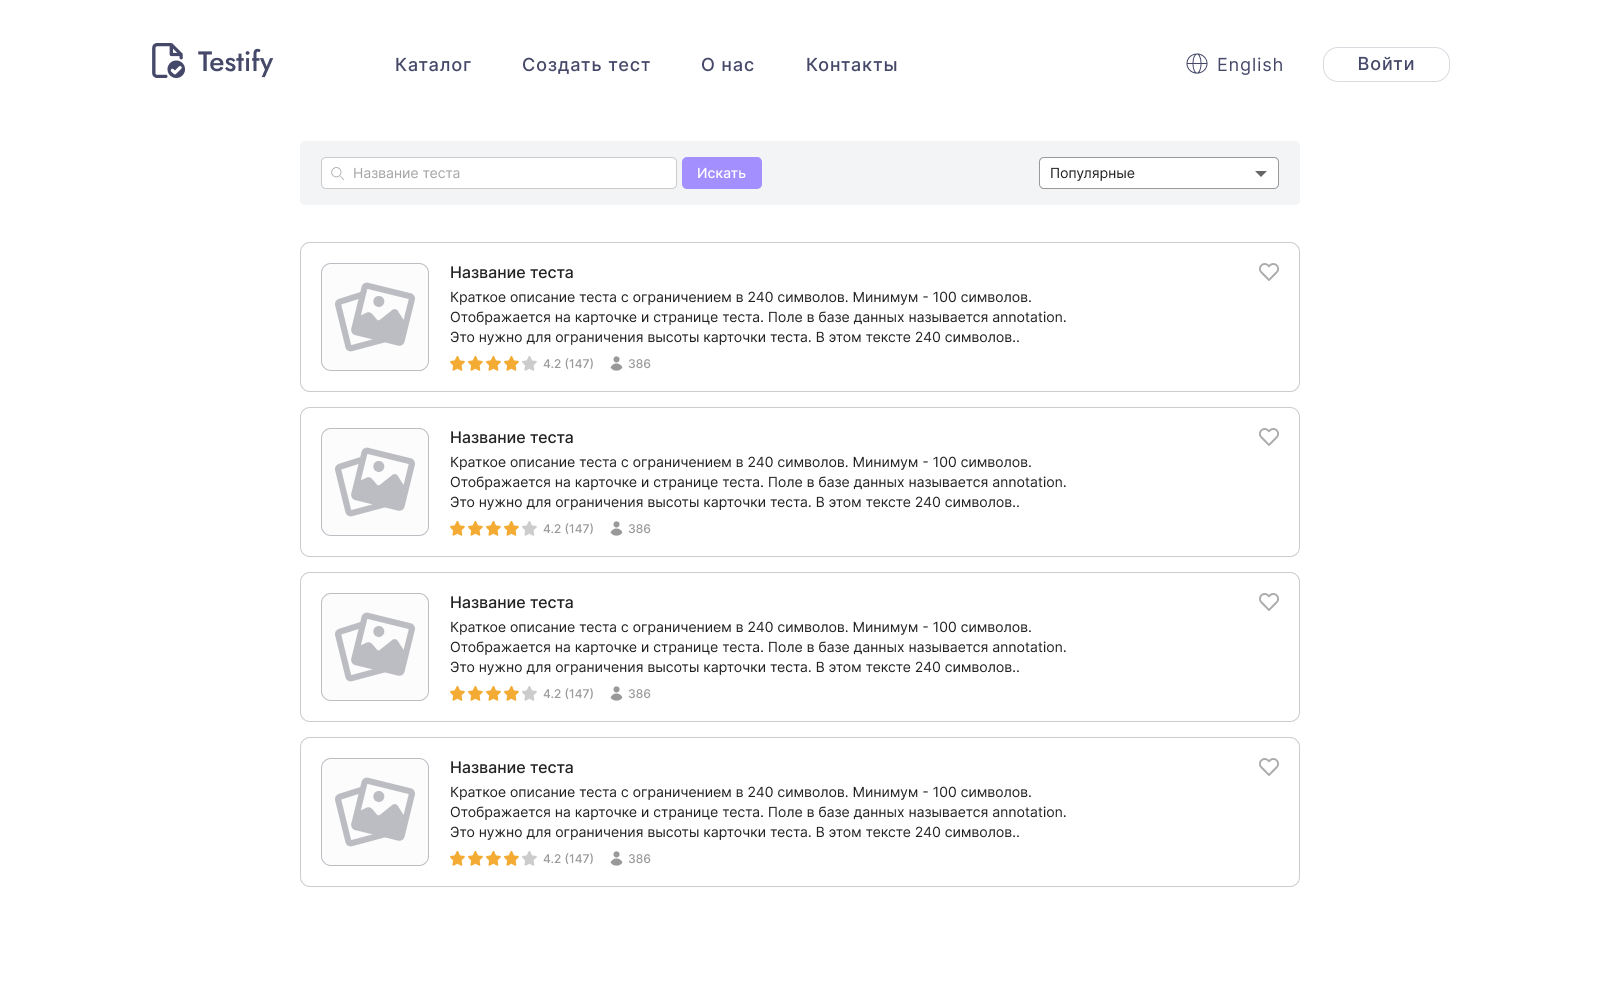 Testify
Каталог
Создать тест
О нас
Контакты
English
Войти
Название теста
Искать
Популярные
Название теста
Краткое описание теста с ограничением в 240 символов. Минимум - 100 символов.
Отображается на карточке и странице теста. Поле в базе данных называется annotation.
Это нужно для ограничения высоты карточки теста. В этом тексте 240 символов..
4.2 (147) 386
Название теста
Краткое описание теста с ограничением в 240 символов. Минимум - 100 символов.
Отображается на карточке и странице теста. Поле в базе данных называется annotation.
Это нужно для ограничения высоты карточки теста. В этом тексте 240 символов..
4.2 (147) 386
Название теста
Краткое описание теста с ограничением в 240 символов. Минимум - 100 символов.
Отображается на карточке и странице теста. Поле в базе данных называется annotation.
Это нужно для ограничения высоты карточки теста. В этом тексте 240 символов..
4.2 (147) 386
Название теста
Краткое описание теста с ограничением в 240 символов. Минимум - 100 символов.
Отображается на карточке и странице теста. Поле в базе данных называется annotation.
Это нужно для ограничения высоты карточки теста. В этом тексте 240 символов..
4.2 (147) 386